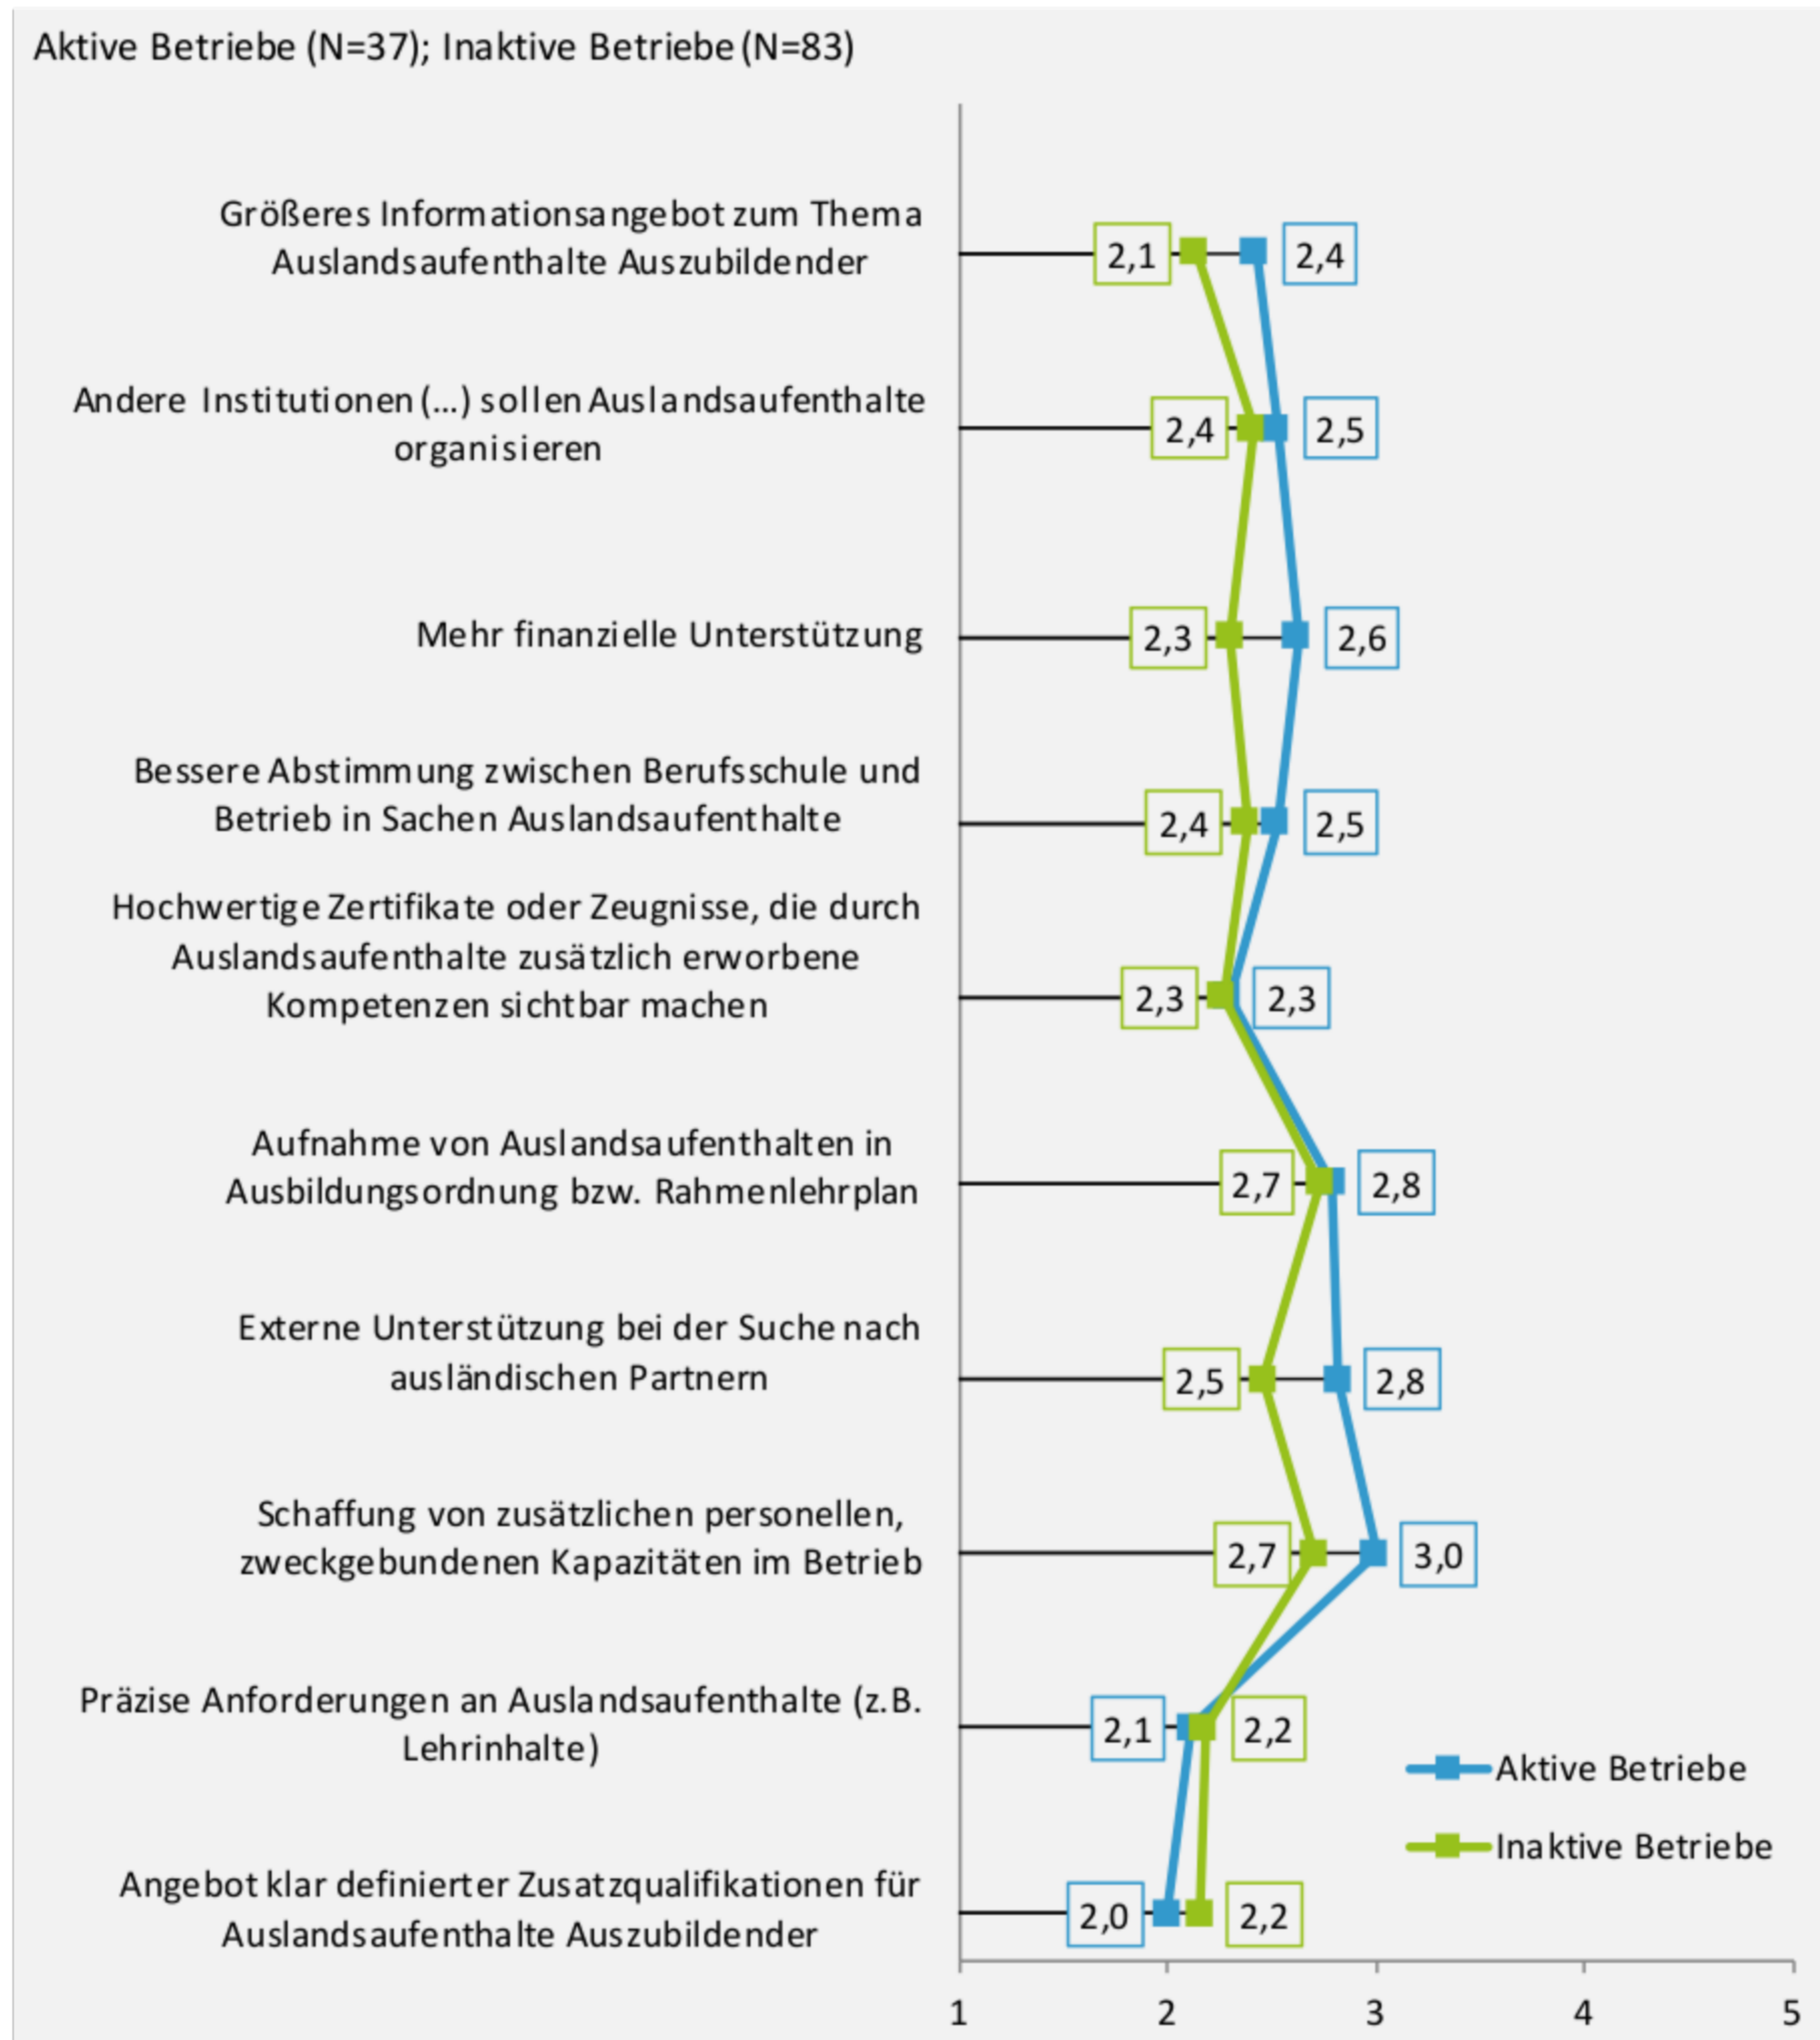 Aktive Betriebe (N=37); Inaktive Betriebe (N=83)
Größeres Informationsangebot zum Thema
Auslandsaufenthalte Auszubildender
2,1
2,4
Andere Institutionen (...) sollen Auslandsaufenthalte
organisieren
2,4
2,5
Mehr finanzielle Unterstützung
2,3
2,6
Bessere Abstimmung zwischen Berufsschule und
Betrieb in Sachen Auslandsaufenthalte
2,4
2,5
Hochwertige Zertifikate oder Zeugnisse, die durch
Auslandsaufenthalte zusätzlich erworbene
Kompetenzen sichtbar machen
2,3
2,3
Aufnahme von Auslandsaufenthalten in
Ausbildungsordnung bzw. Rahmenlehrplan
2,7
2,8
Externe Unterstützung bei der Suche nach
ausländischen Partnern
2,5
2,8
Schaffung von zusätzlichen personellen,
zweckgebundenen Kapazitäten im Betrieb
2,7
3,0
Präzise Anforderungen an Auslandsaufenthalte (z.B.
Lehrinhalte)
2,1
2,2
Aktive Betriebe
Inaktive Betriebe
Angebot klar definierter Zusatzqualifikationen für
Auslandsaufenthalte Auszubildender
2,0
2,2
1 2 3 4 5